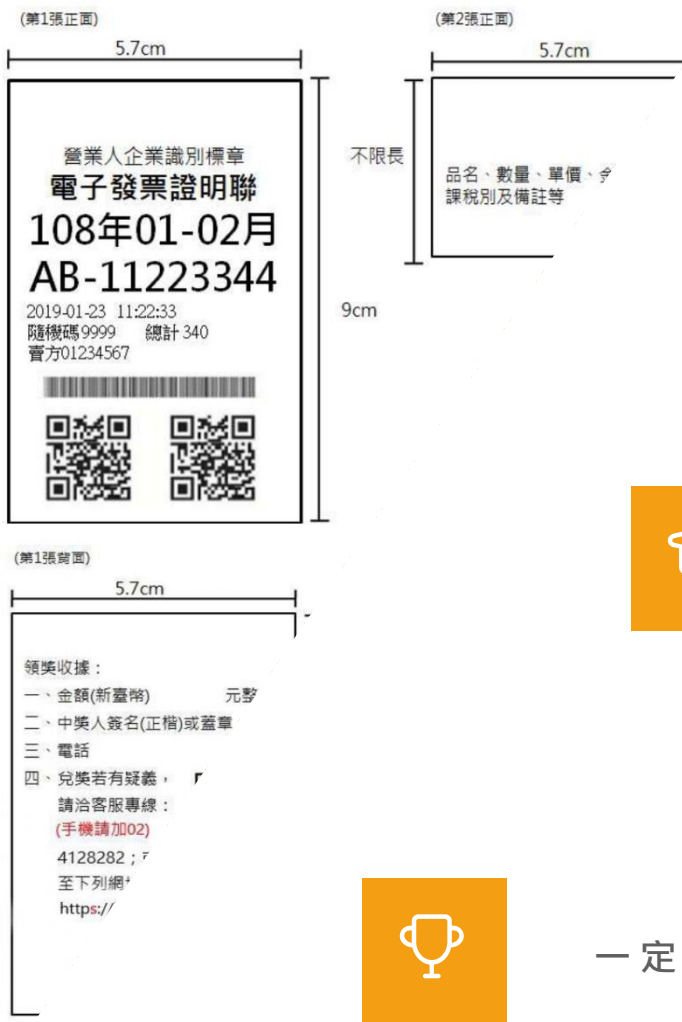 (第1張正面)
5.7cm
營業人企業識別標章
電子發票證明聯
108年01-02月
AB-11223344
2019-01-23 11:22:33
隨機碼9999 總計340
賣方01234567
9cm
(第2張正面)
5.7cm
不限長
品名、數量、單價、
課稅別及備註等
(第1張背面)
5.7cm
領獎收據：
一、金額(新臺幣) 元整
二、中獎人簽名(正楷)或蓋章
三、電話
四、兌獎若有疑義，
請洽客服專線：
(手機請加02)
4128282；
至下列網
https://
一定